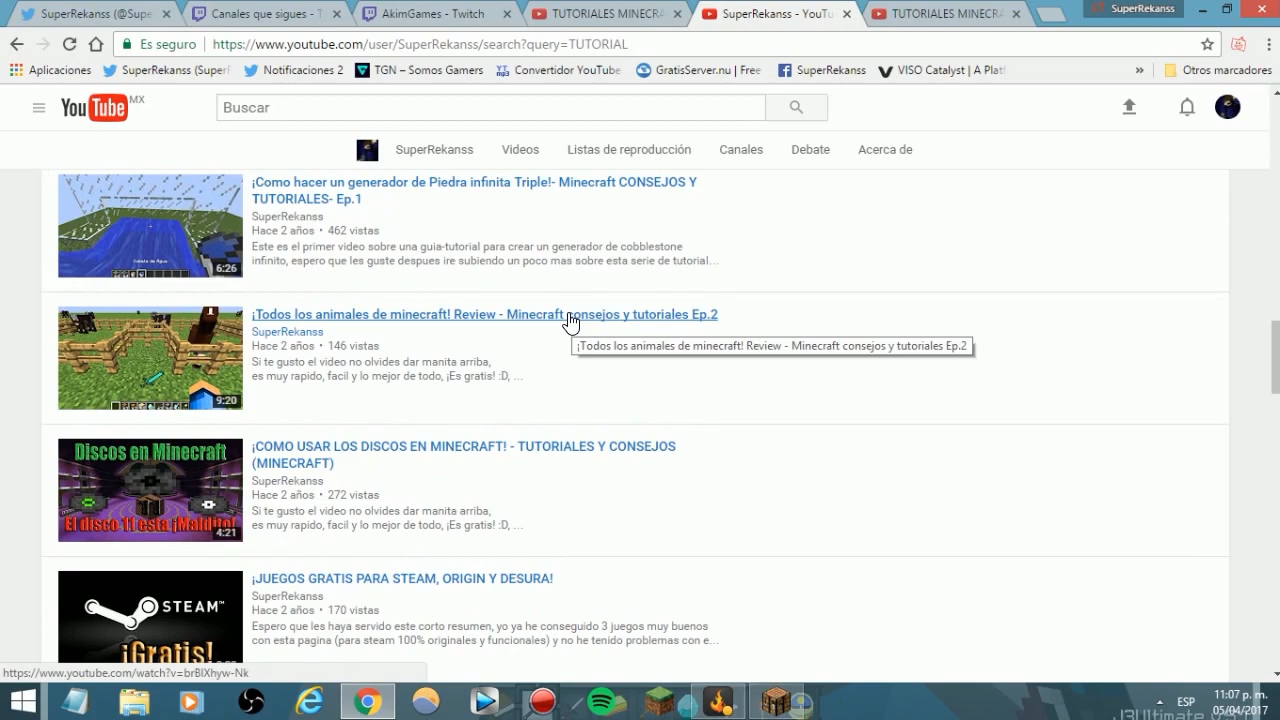 SuperRekanss (@Supe
Canales que sigues - T
AkimGames - Twitch
TUTORIALES MINECR
SuperRekanss - YouTu
TUTORIALES MINECRA
SuperRekanss
Es seguro
https://www.youtube.com/user/SuperRekanss/search?query=TUTORIAL
Aplicaciones
SuperRekanss (SuperF
Notificaciones 2
TGN – Somos Gamers
Convertidor YouTube
GratisServer.nu | Free
SuperRekanss
VISO Catalyst | A Platf
»
Otros marcadores
YouTube MX
Buscar
SuperRekanss
Videos
Listas de reproducción
Canales
Debate
Acerca de
¡Como hacer un generador de Piedra infinita Triple!- Minecraft CONSEJOS Y
TUTORIALES- Ep.1
SuperRekanss
Hace 2 años • 462 vistas
Este es el primer video sobre una guia-tutorial para crear un generador de cobblestone
infinito, espero que les guste despues ire subiendo un poco mas sobre esta serie de tutorial...
6:26
¡Todos los animales de minecraft! Review - Minecraft consejos y tutoriales Ep.2
SuperRekanss
¡Todos los animales de minecraft! Review - Minecraft consejos y tutoriales Ep.2
Hace 2 años • 146 vistas
Si te gusto el video no olvides dar manita arriba,
es muy rapido, facil y lo mejor de todo, ¡Es gratis! :D, ...
9:20
Discos en Minecraft
El disco 11 esta ¡Maldito!
4:21
¡COMO USAR LOS DISCOS EN MINECRAFT! - TUTORIALES Y CONSEJOS
(MINECRAFT)
SuperRekanss
Hace 2 años • 272 vistas
Si te gusto el video no olvides dar manita arriba,
es muy rapido, facil y lo mejor de todo, ¡Es gratis! :D, ...
STEAM™
¡Gratis!
¡JUEGOS GRATIS PARA STEAM, ORIGIN Y DESURA!
SuperRekanss
Hace 2 años • 170 vistas
Espero que les haya servido este corto resumen, yo ya he conseguido 3 juegos muy buenos
con esta pagina (para steam 100% originales y funcionales) y no he tenido problemas con e...
https://www.youtube.com/watch?v=brBlXhyw-Nk
ESP
11:07 p. m.
05/04/2017
J3Ultimate